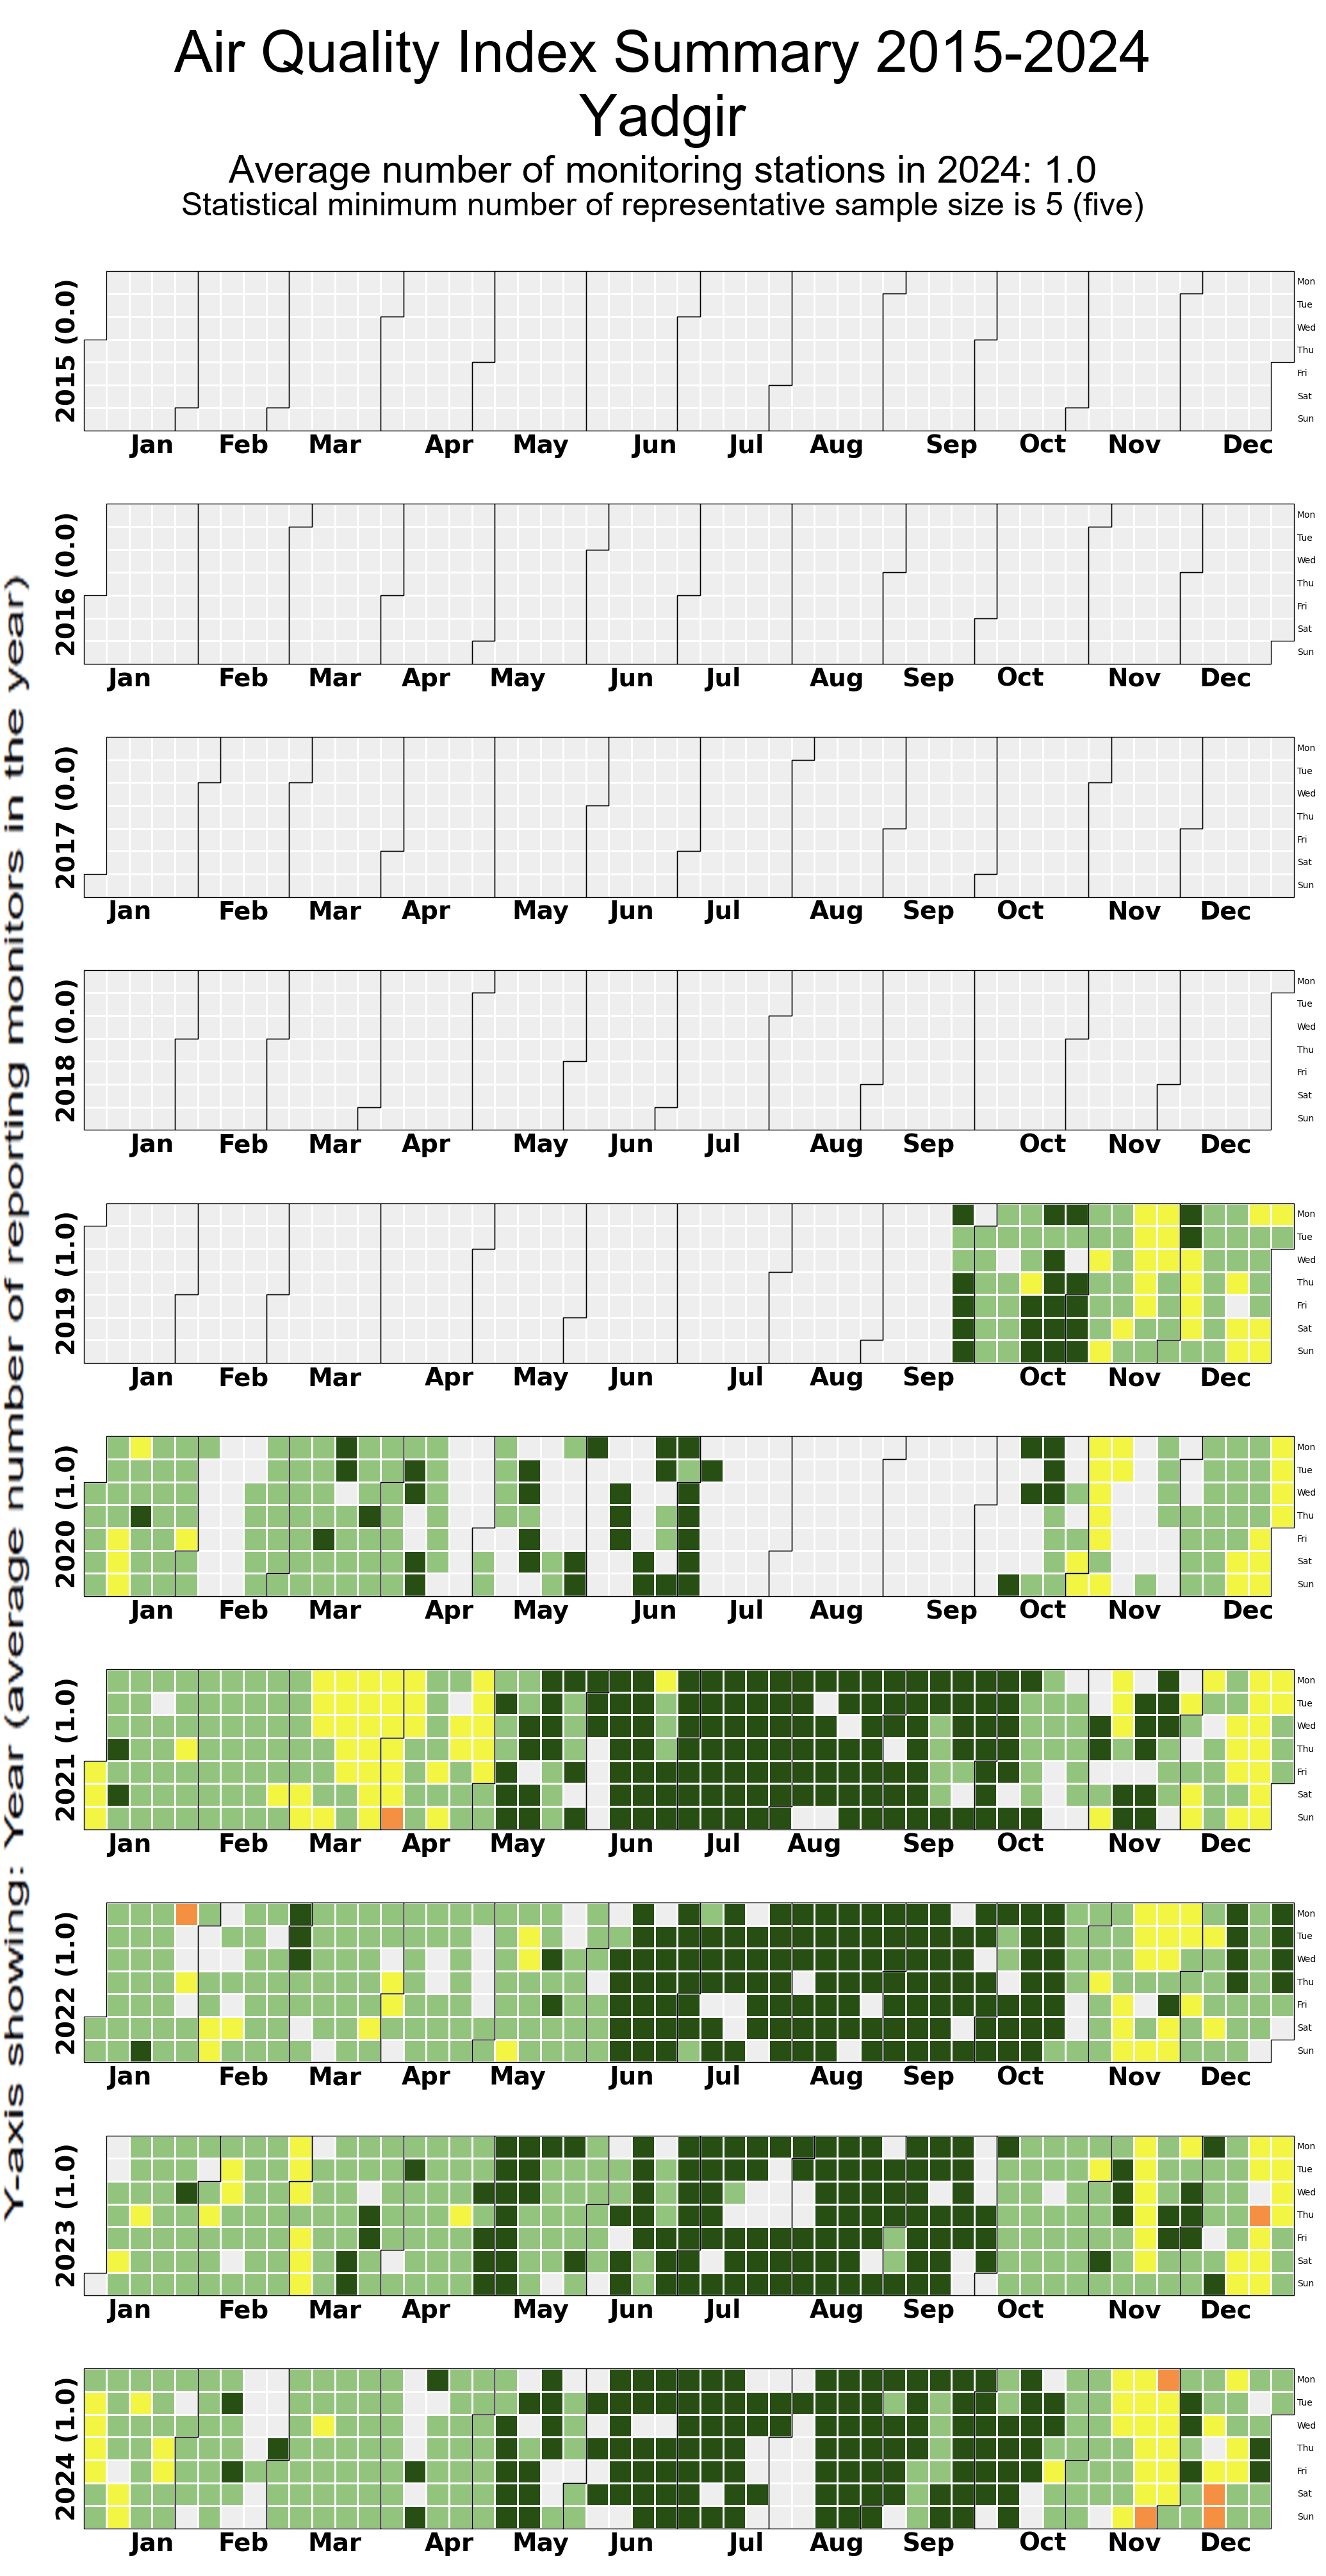 Air Quality Index Summary 2015-2024
Yadgir
Average number of monitoring stations in 2024: 1.0
Statistical minimum number of representative sample size is 5 (five)
Y-axis showing: Year (average number of reporting monitors in the year)
2015 (0.0)
Mon
Tue
Wed
Thu
Fri
Sat
Sun
Jan Feb Mar Apr May Jun Jul Aug Sep Oct Nov Dec
2016 (0.0)
Mon
Tue
Wed
Thu
Fri
Sat
Sun
Jan Feb Mar Apr May Jun Jul Aug Sep Oct Nov Dec
2017 (0.0)
Mon
Tue
Wed
Thu
Fri
Sat
Sun
Jan Feb Mar Apr May Jun Jul Aug Sep Oct Nov Dec
2018 (0.0)
Mon
Tue
Wed
Thu
Fri
Sat
Sun
Jan Feb Mar Apr May Jun Jul Aug Sep Oct Nov Dec
2019 (1.0)
Mon
Tue
Wed
Thu
Fri
Sat
Sun
Jan Feb Mar Apr May Jun Jul Aug Sep Oct Nov Dec
2020 (1.0)
Mon
Tue
Wed
Thu
Fri
Sat
Sun
Jan Feb Mar Apr May Jun Jul Aug Sep Oct Nov Dec
2021 (1.0)
Mon
Tue
Wed
Thu
Fri
Sat
Sun
Jan Feb Mar Apr May Jun Jul Aug Sep Oct Nov Dec
2022 (1.0)
Mon
Tue
Wed
Thu
Fri
Sat
Sun
Jan Feb Mar Apr May Jun Jul Aug Sep Oct Nov Dec
2023 (1.0)
Mon
Tue
Wed
Thu
Fri
Sat
Sun
Jan Feb Mar Apr May Jun Jul Aug Sep Oct Nov Dec
2024 (1.0)
Mon
Tue
Wed
Thu
Fri
Sat
Sun
Jan Feb Mar Apr May Jun Jul Aug Sep Oct Nov Dec